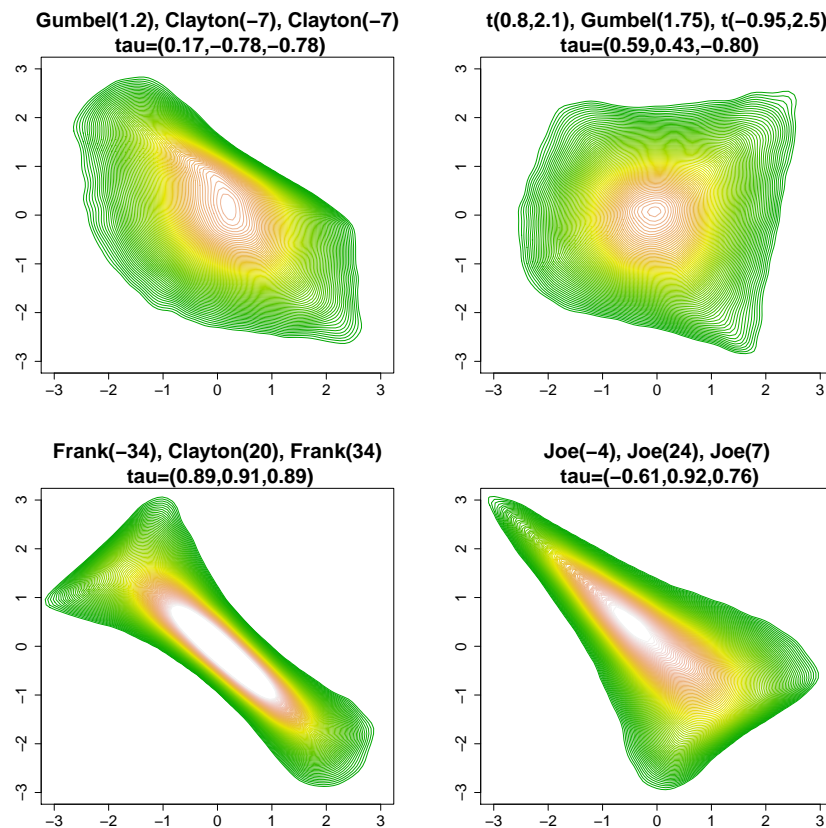 Gumbel(1.2), Clayton(−7), Clayton(−7)
tau=(0.17,−0.78,−0.78)
3
2
1
0
−1
−2
−3
−3 −2 −1 0 1 2 3
t(0.8,2.1), Gumbel(1.75), t(−0.95,2.5)
tau=(0.59,0.43,−0.80)
3
2
1
0
−1
−2
−3
−3 −2 −1 0 1 2 3
Frank(−34), Clayton(20), Frank(34)
tau=(0.89,0.91,0.89)
3
2
1
0
−1
−2
−3
−3 −2 −1 0 1 2 3
Joe(−4), Joe(24), Joe(7)
tau=(−0.61,0.92,0.76)
3
2
1
0
−1
−2
−3
−3 −2 −1 0 1 2 3